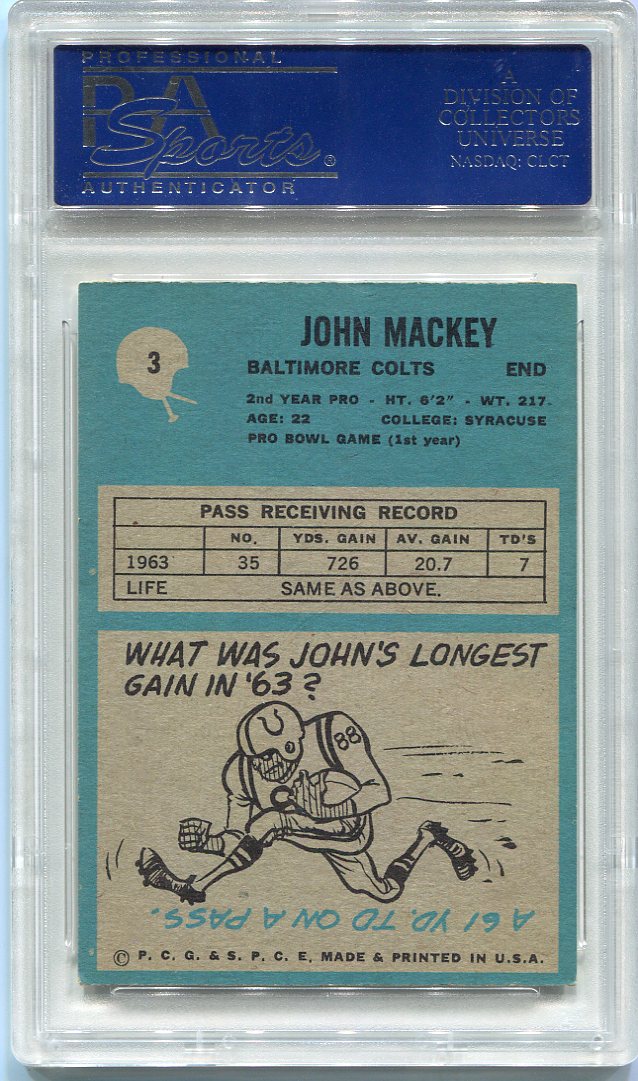 PROFESSIONAL
PSA
Sports®
AUTHENTICATOR
A
DIVISION OF
COLLECTORS
UNIVERSE
NASDAQ: CLCT
3
JOHN MACKEY
BALTIMORE COLTS END
2nd YEAR PRO - HT. 6'2" - WT. 217
AGE: 22 COLLEGE: SYRACUSE
PRO BOWL GAME (1st year)
PASS RECEIVING RECORD
NO. YDS. GAIN AV. GAIN TD'S
1963 35 726 20.7 7
LIFE SAME AS ABOVE.
WHAT WAS JOHN'S LONGEST
GAIN IN '63?
88
A 61 YD. TD ON A PASS.
© P. C. G. & S. P. C. E. MADE & PRINTED IN U.S.A.